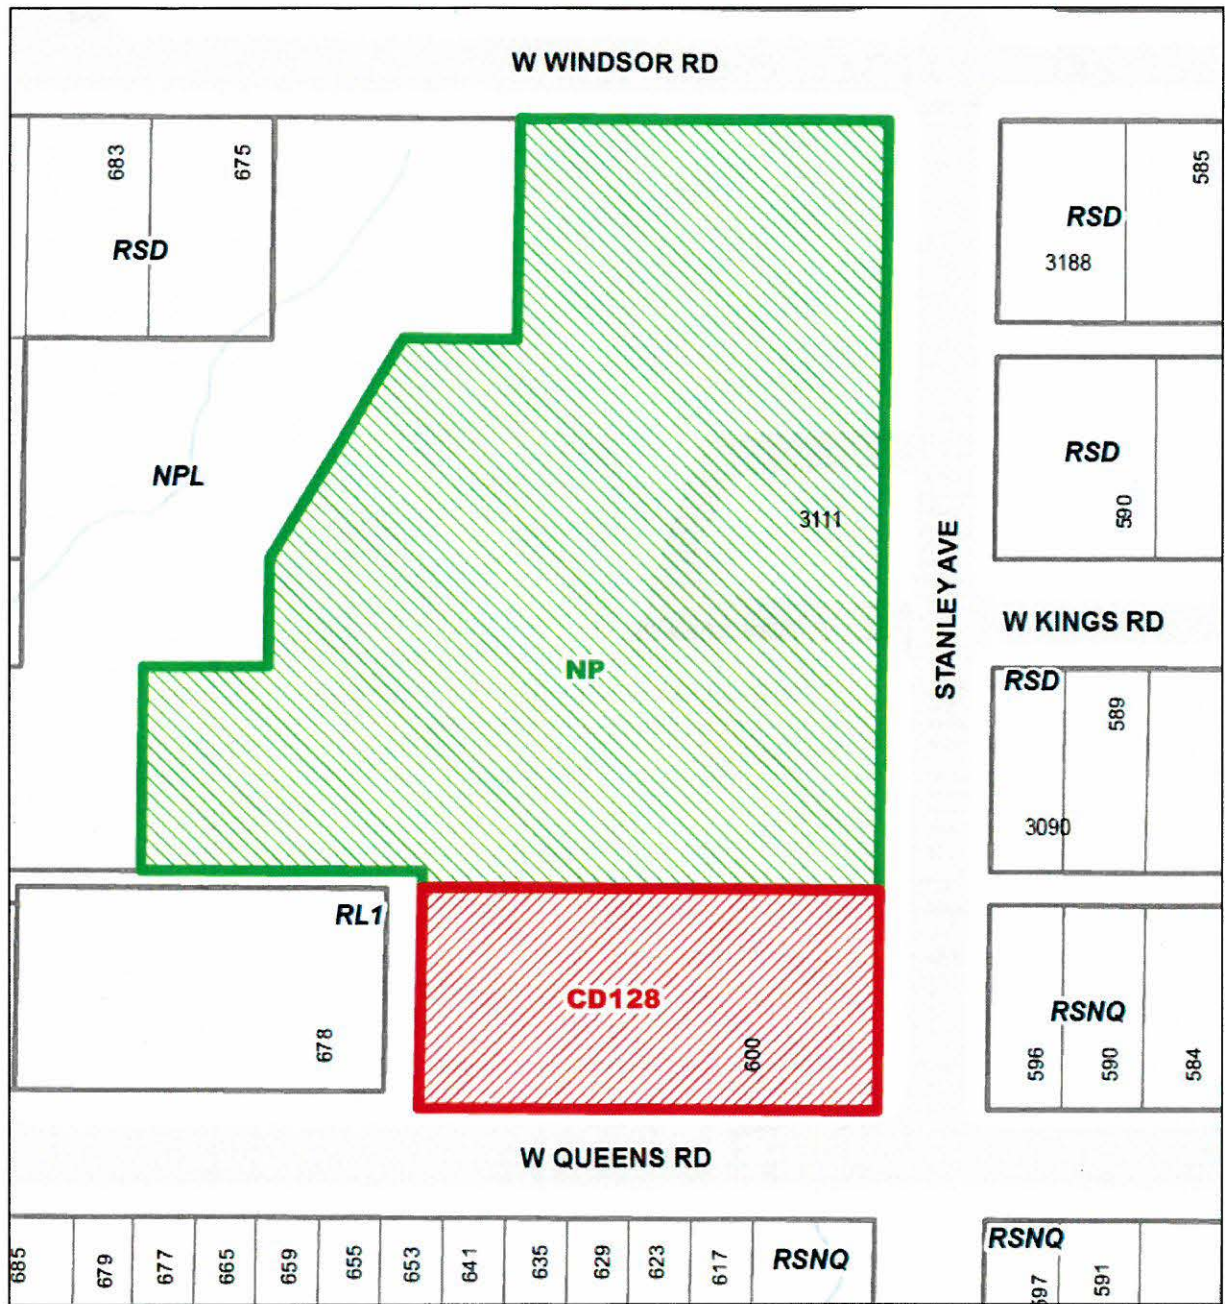 W WINDSOR RD
683
675
585
RSD
RSD
3188
NPL
RSD
590
3111
STANLEY AVE
W KINGS RD
NP
RSD
589
3090
RL1
678
CD128
600
RSNQ
596
590
584
W QUEENS RD
685
679
677
665
659
655
653
641
635
629
623
617
RSNQ
RSNQ
597
591